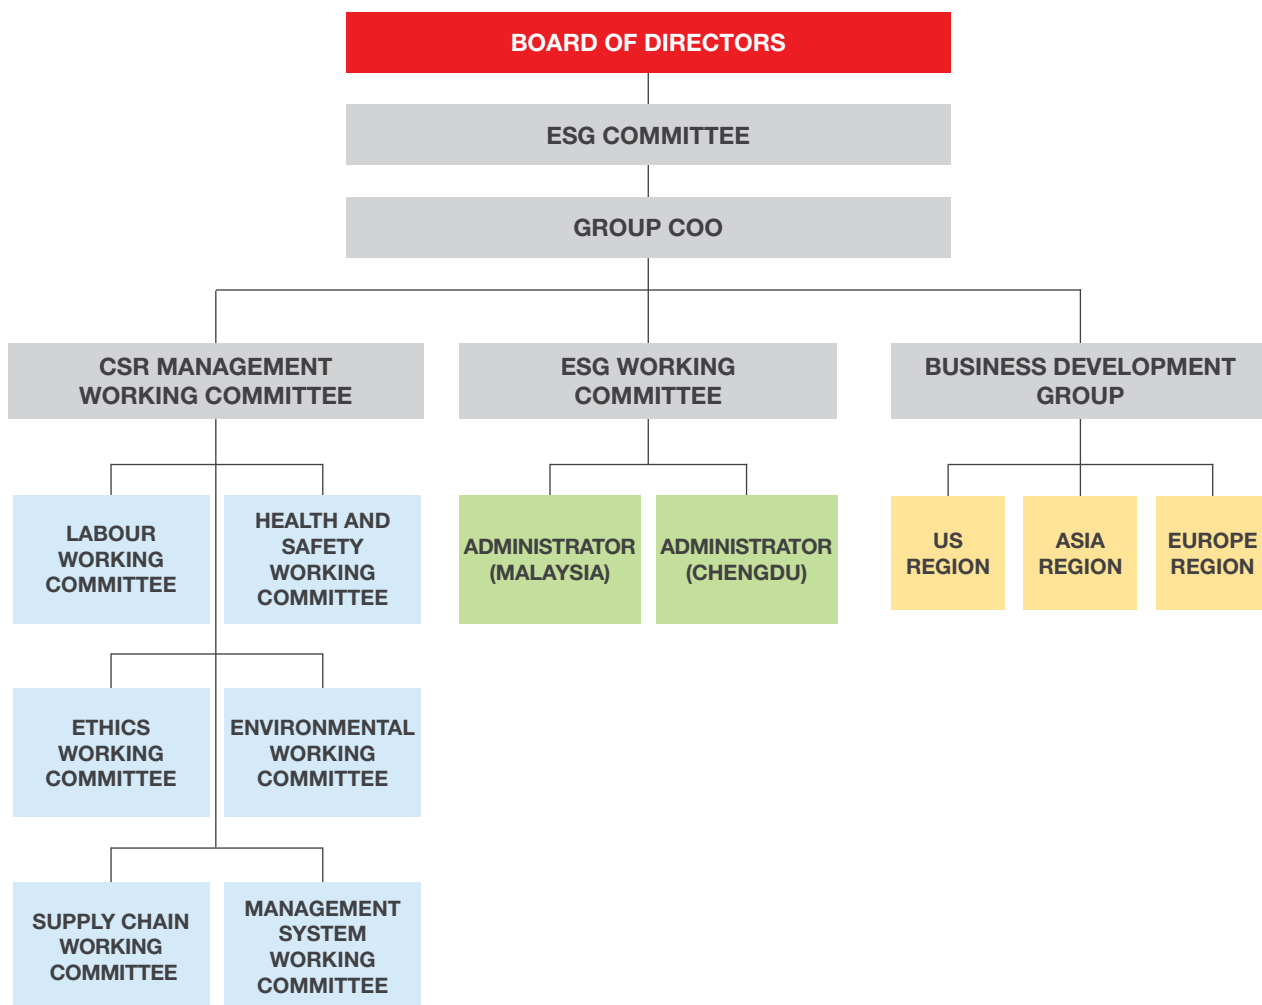 BOARD OF DIRECTORS
ESG COMMITTEE
GROUP COO
CSR MANAGEMENT
WORKING COMMITTEE
ESG WORKING
COMMITTEE
BUSINESS DEVELOPMENT
GROUP
LABOUR
WORKING
COMMITTEE
HEALTH AND
SAFETY
WORKING
COMMITTEE
ADMINISTRATOR
(MALAYSIA)
ADMINISTRATOR
(CHENGDU)
US
REGION
ASIA
REGION
EUROPE
REGION
ETHICS
WORKING
COMMITTEE
ENVIRONMENTAL
WORKING
COMMITTEE
SUPPLY CHAIN
WORKING
COMMITTEE
MANAGEMENT
SYSTEM
WORKING
COMMITTEE